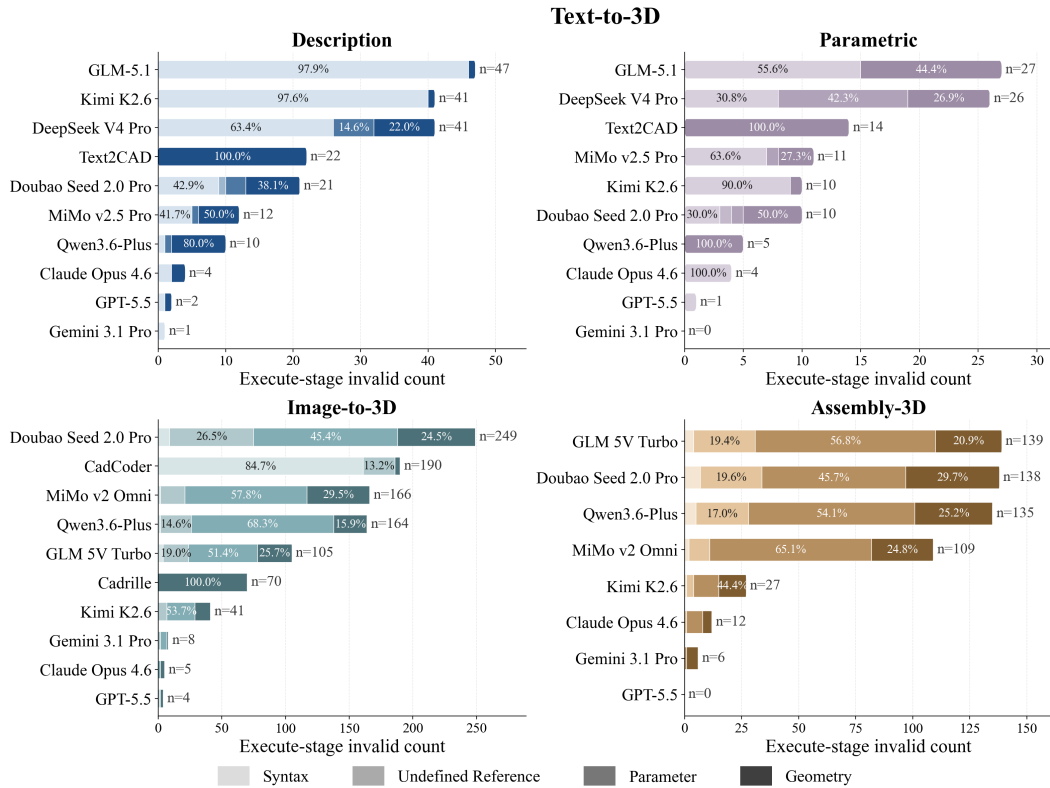 Text-to-3D
Description
GLM-5.1 97.9% n=47
Kimi K2.6 97.6% n=41
DeepSeek V4 Pro 63.4% 14.6% 22.0% n=41
Text2CAD 100.0% n=22
Doubao Seed 2.0 Pro 42.9% 38.1% n=21
MiMo v2.5 Pro 41.7% 50.0% n=12
Qwen3.6-Plus 80.0% n=10
Claude Opus 4.6 n=4
GPT-5.5 n=2
Gemini 3.1 Pro n=1
0 10 20 30 40 50
Execute-stage invalid count
Parametric
GLM-5.1 55.6% 44.4% n=27
DeepSeek V4 Pro 30.8% 42.3% 26.9% n=26
Text2CAD 100.0% n=14
MiMo v2.5 Pro 63.6% 27.3% n=11
Kimi K2.6 90.0% n=10
Doubao Seed 2.0 Pro 30.0% 50.0% n=10
Qwen3.6-Plus 100.0% n=5
Claude Opus 4.6 100.0% n=4
GPT-5.5 n=1
Gemini 3.1 Pro n=0
0 5 10 15 20 25 30
Execute-stage invalid count
Image-to-3D
Doubao Seed 2.0 Pro 26.5% 45.4% 24.5% n=249
CadCoder 84.7% 13.2% n=190
MiMo v2 Omni 57.8% 29.5% n=166
Qwen3.6-Plus 14.6% 68.3% 15.9% n=164
GLM 5V Turbo 19.0% 51.4% 25.7% n=105
Cadrille 100.0% n=70
Kimi K2.6 53.7% n=41
Gemini 3.1 Pro n=8
Claude Opus 4.6 n=5
GPT-5.5 n=4
0 50 100 150 200 250
Execute-stage invalid count
Assembly-3D
GLM 5V Turbo 19.4% 56.8% 20.9% n=139
Doubao Seed 2.0 Pro 19.6% 45.7% 29.7% n=138
Qwen3.6-Plus 17.0% 54.1% 25.2% n=135
MiMo v2 Omni 65.1% 24.8% n=109
Kimi K2.6 44.4% n=27
Claude Opus 4.6 n=12
Gemini 3.1 Pro n=6
GPT-5.5 n=0
0 25 50 75 100 125 150
Execute-stage invalid count
Syntax Undefined Reference Parameter Geometry